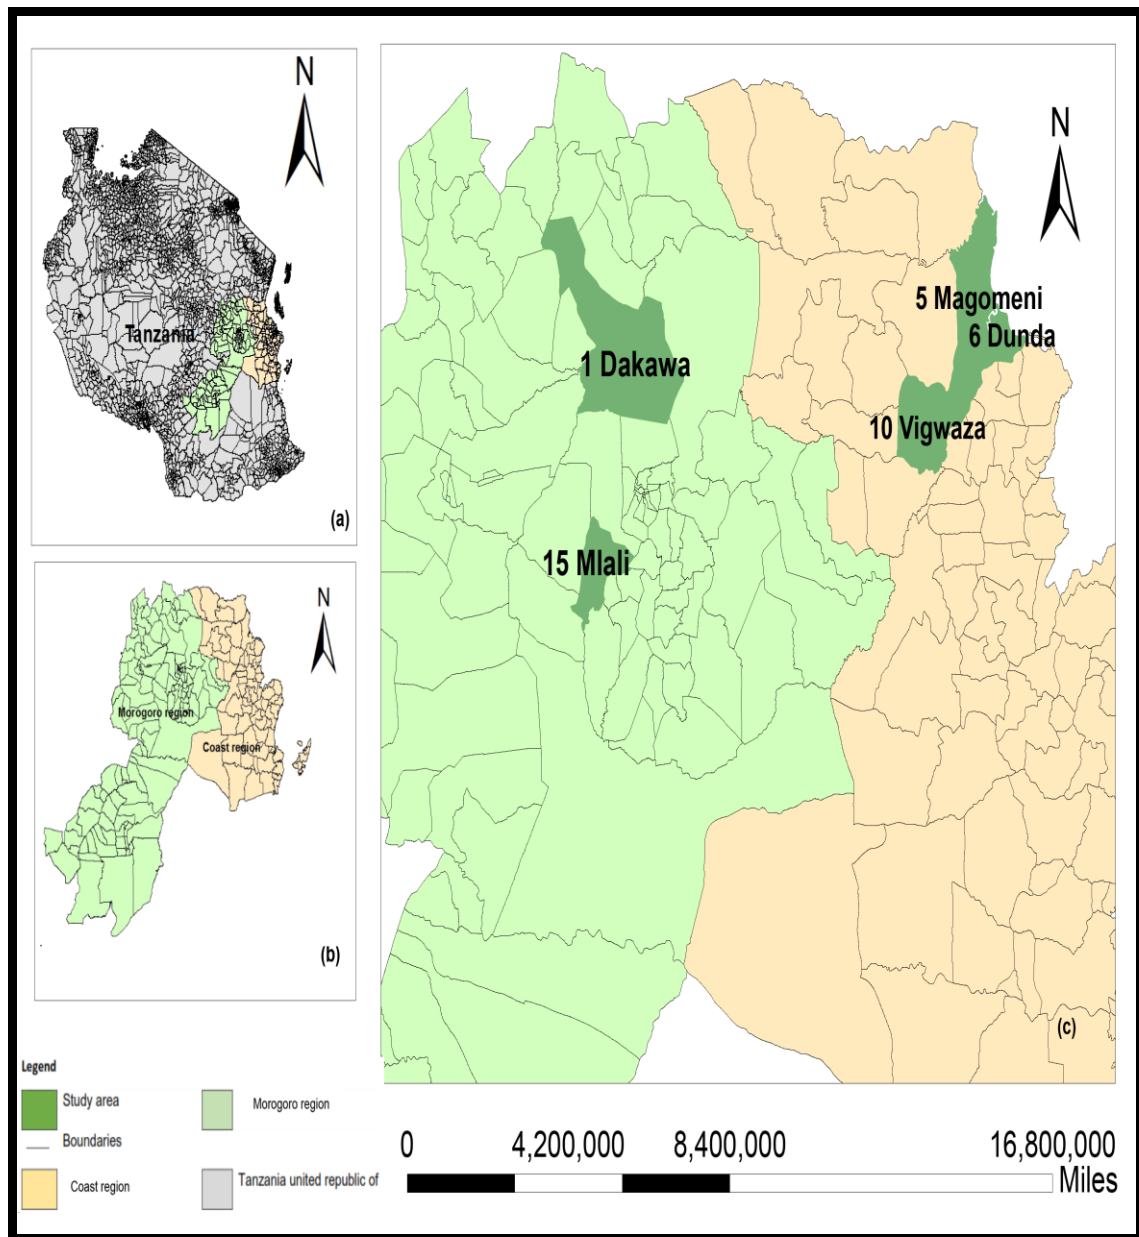 N
Tanzania
(a)
N
Morogoro region
Coast region
(b)
N
5 Magomeni
6 Dunda
1 Dakawa
10 Vigwaza
15 Mlali
(c)
Legend
Study area
Morogoro region
Boundaries
Coast region
Tanzania united republic of
0 4,200,000 8,400,000 16,800,000
Miles